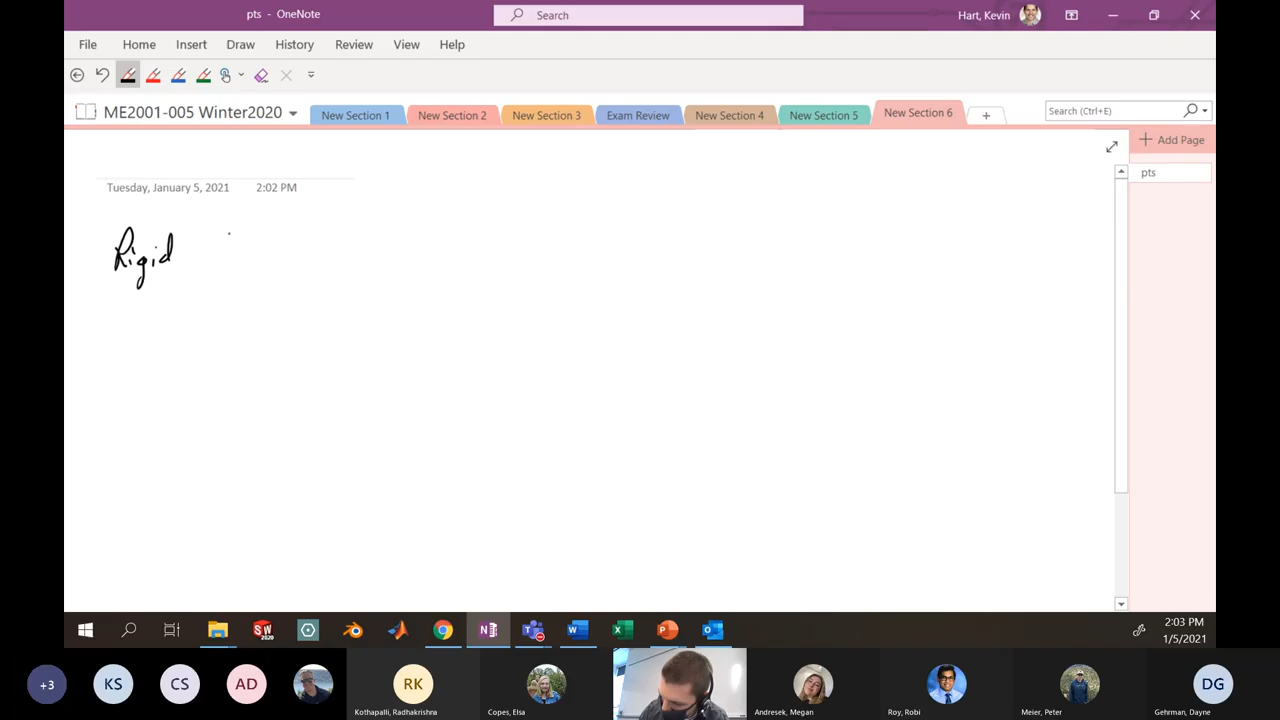 pts - OneNote
Search
Hart, Kevin
File Home Insert Draw History Review View Help
ME2001-005 Winter2020
New Section 1
New Section 2
New Section 3
Exam Review
New Section 4
New Section 5
New Section 6
Search (Ctrl+E)
Add Page
pts
Tuesday, January 5, 2021 2:02 PM
Rigid
SW
2020
2:03 PM
1/5/2021
+3
KS
CS
AD
RK
DG
Kothapalli, Radhakrishna
Copes, Elsa
Andresek, Megan
Roy, Robi
Meier, Peter
Gehrman, Dayne